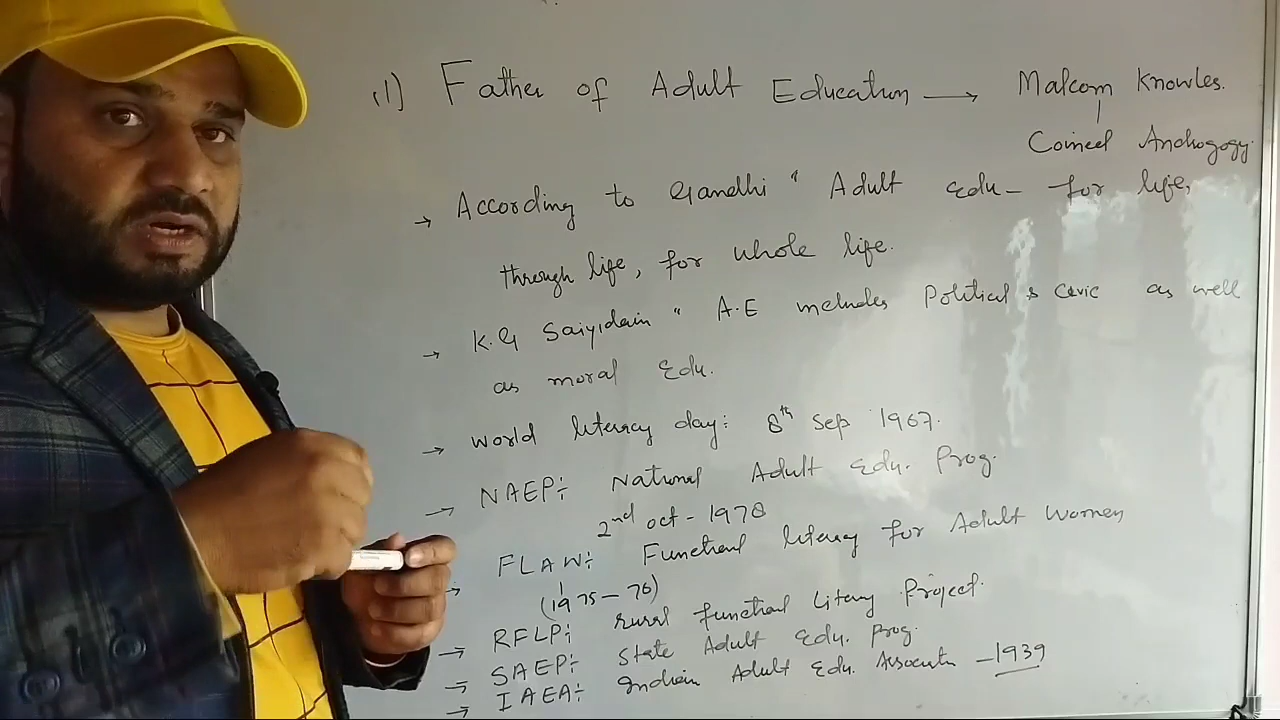 (1) Father of Adult Education → Malcom Knowles.
Coined Andragogy.
→ According to Gandhi " Adult Edu - for life,
through life, for whole life.
→ K.G Saiyidain " A.E includes Political & civic as well
as moral Edu.
→ World literacy day: 8th Sep 1967.
→ NAEP:- National Adult Edu. Prog.
2nd oct - 1978
→ FLAW:- Functional literacy for Adult Women
(1975-76)
→ RFLP:- Rural functional Literacy Project.
→ SAEP:- State Adult Edu. Prog.
→ IAEA:- Indian Adult Edu. Association - 1939